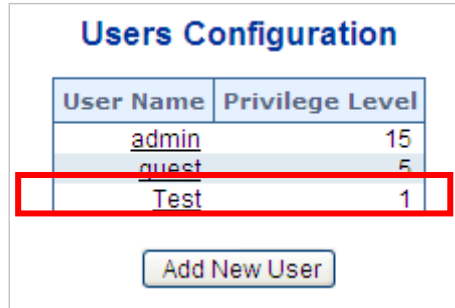 Users Configuration
User Name Privilege Level
admin 15
guest 5
Test 1
Add New User